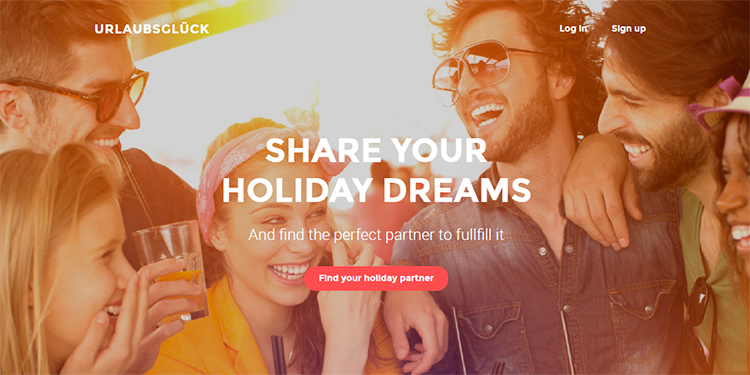 URLAUBSGLÜCK
Log in
Sign up
SHARE YOUR
HOLIDAY DREAMS
And find the perfect partner to fullfill it
Find your holiday partner